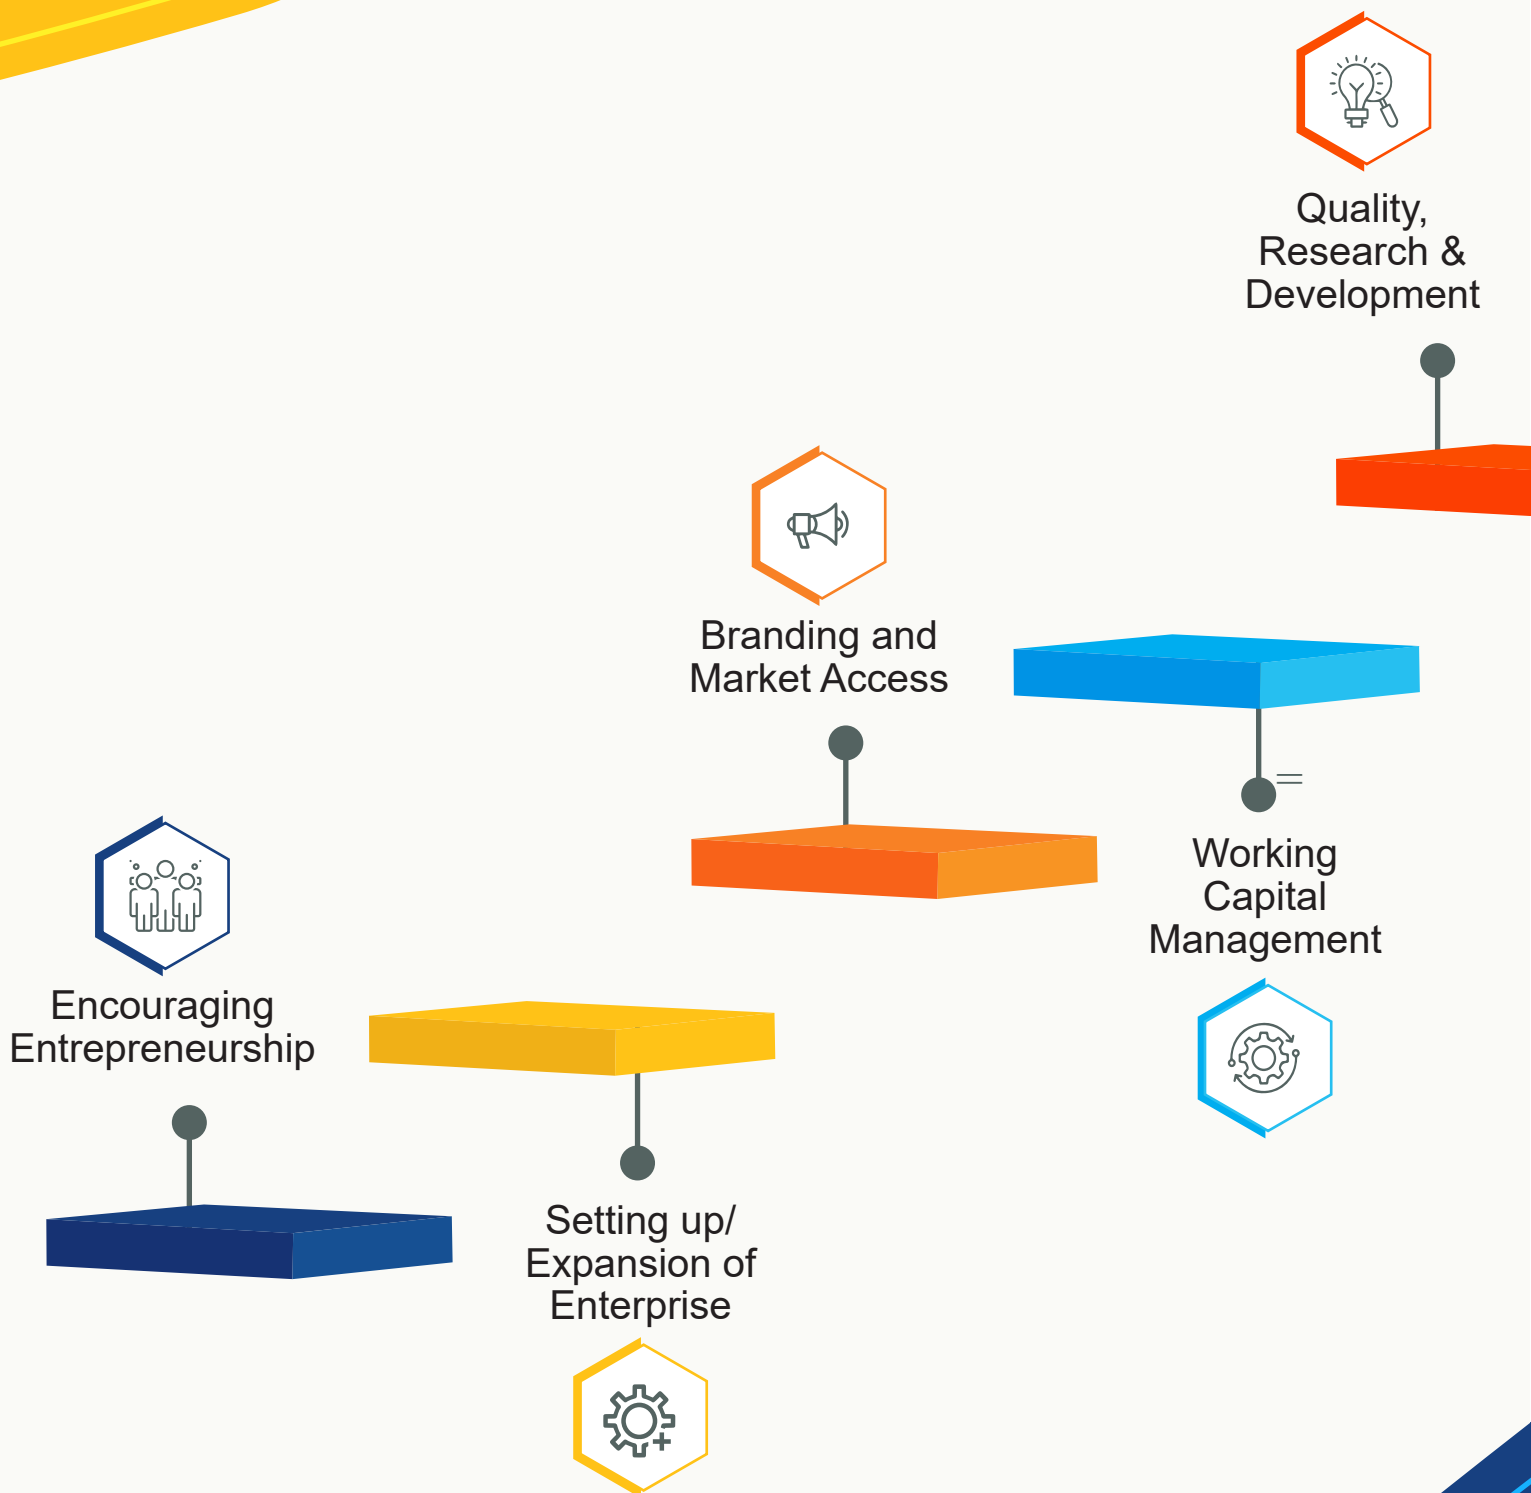 Quality,
Research &
Development
Branding and
Market Access
Working
Capital
Management
Encouraging
Entrepreneurship
Setting up/
Expansion of
Enterprise